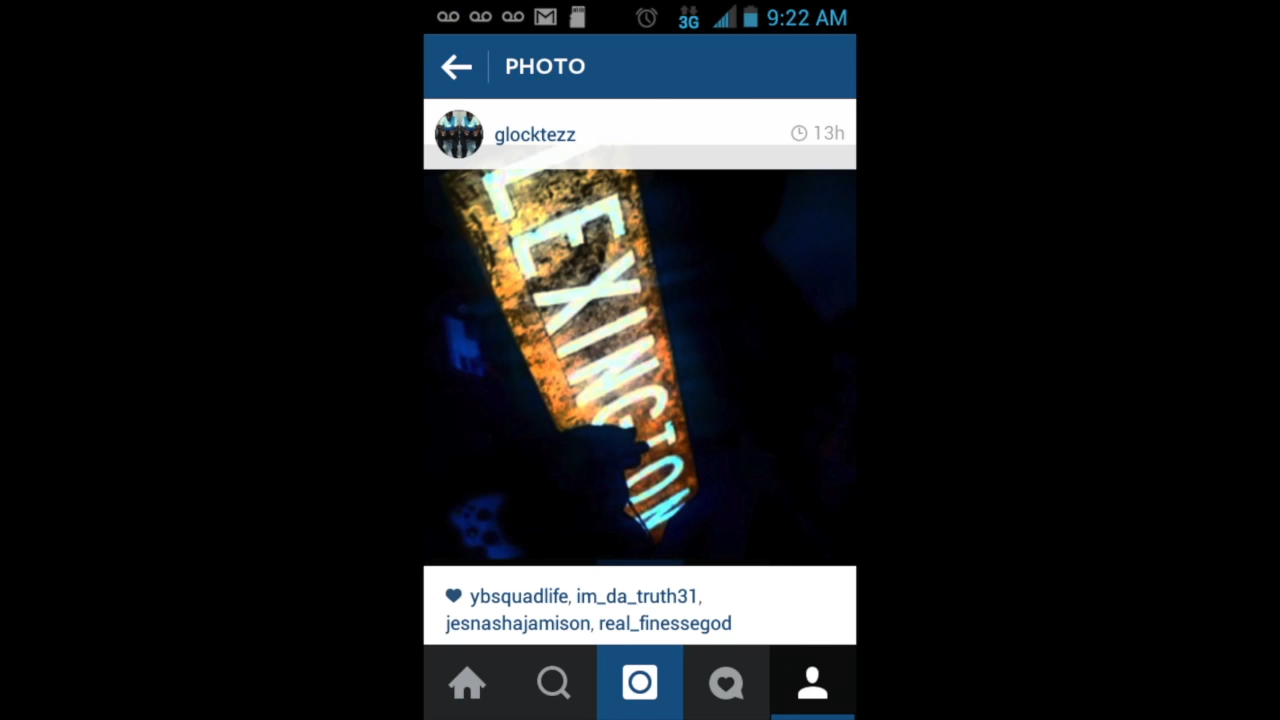 3G 9:22 AM
PHOTO
glocktezz 13h
LEXINGTON
ybsquadlife, im_da_truth31,
jesnashajamison, real_finessegod